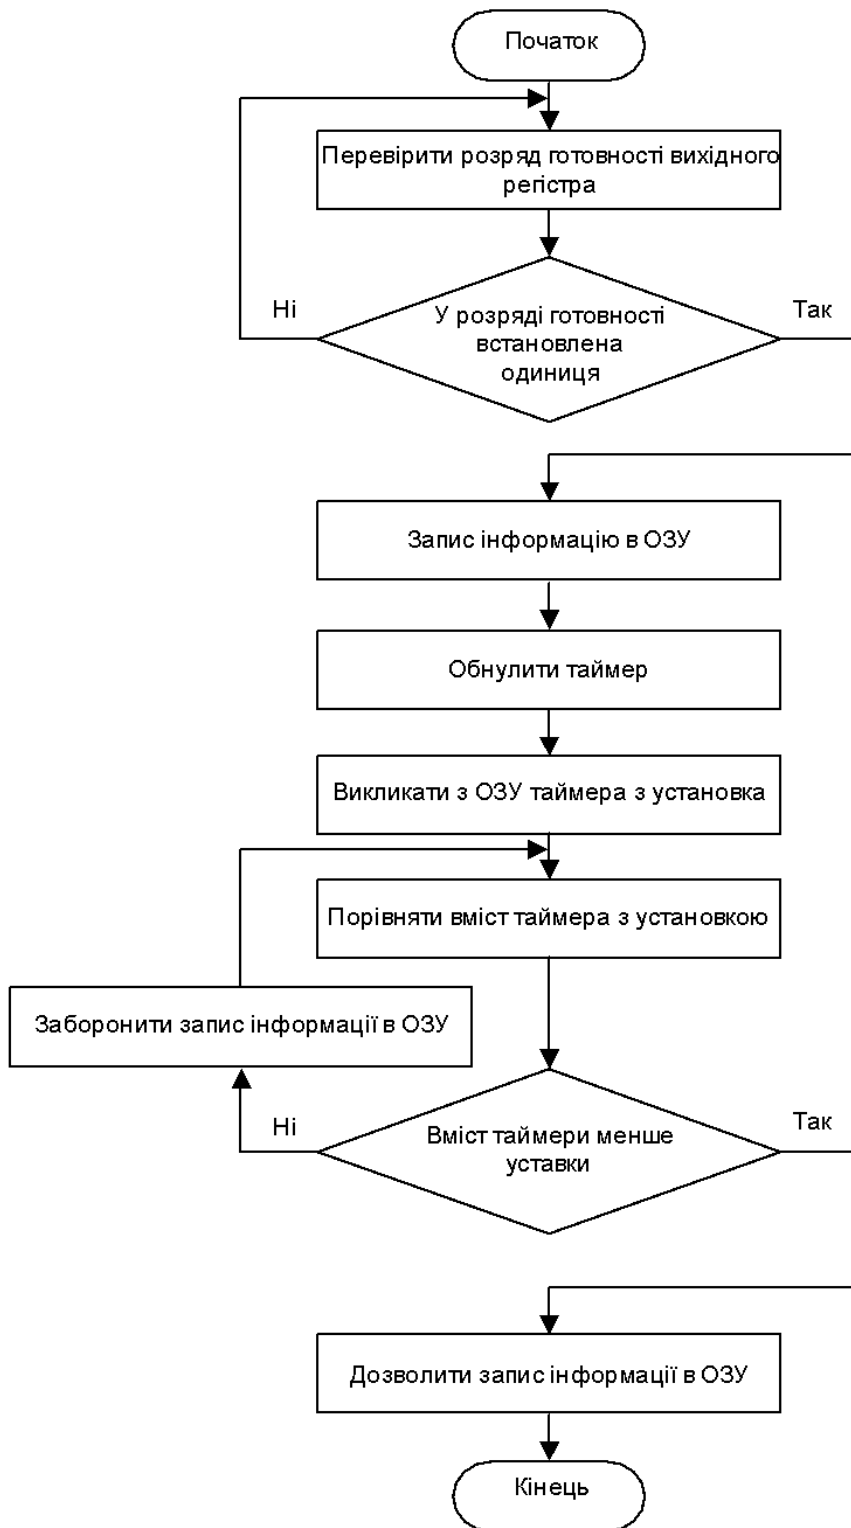 Початок
Перевірити розряд готовності вихідного
регістра
Ні
Так
У розряді готовності
встановлена
одиниця
Запис інформацію в ОЗУ
Обнулити таймер
Викликати з ОЗУ таймера з установка
Порівняти вміст таймера з установкою
Заборонити запис інформації в ОЗУ
Ні
Так
Вміст таймери менше
уставки
Дозволити запис інформації в ОЗУ
Кінець